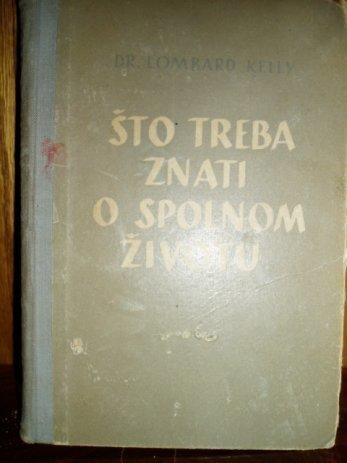 DR. LOMBARD KELLY
ŠTO TREBA
ZNATI
O SPOLNOM
ŽIVOTU